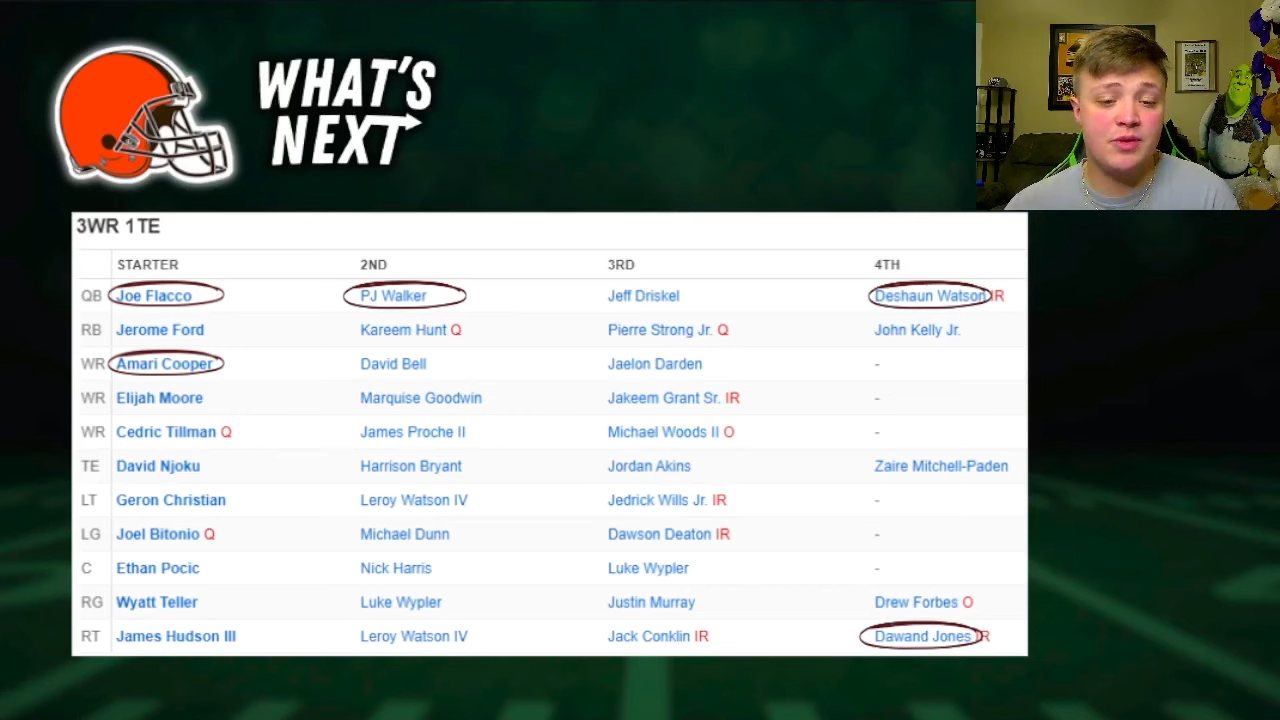 WHAT'S
NEXT
3WR 1TE
STARTER 2ND 3RD 4TH
QB Joe Flacco PJ Walker Jeff Driskel Deshaun Watson IR
RB Jerome Ford Kareem Hunt Q Pierre Strong Jr. Q John Kelly Jr.
WR Amari Cooper David Bell Jaelon Darden -
WR Elijah Moore Marquise Goodwin Jakeem Grant Sr. IR -
WR Cedric Tillman Q James Proche II Michael Woods II O -
TE David Njoku Harrison Bryant Jordan Akins Zaire Mitchell-Paden
LT Geron Christian Leroy Watson IV Jedrick Wills Jr. IR -
LG Joel Bitonio Q Michael Dunn Dawson Deaton IR -
C Ethan Pocic Nick Harris Luke Wypler -
RG Wyatt Teller Luke Wypler Justin Murray Drew Forbes O
RT James Hudson III Leroy Watson IV Jack Conklin IR Dawand Jones IR